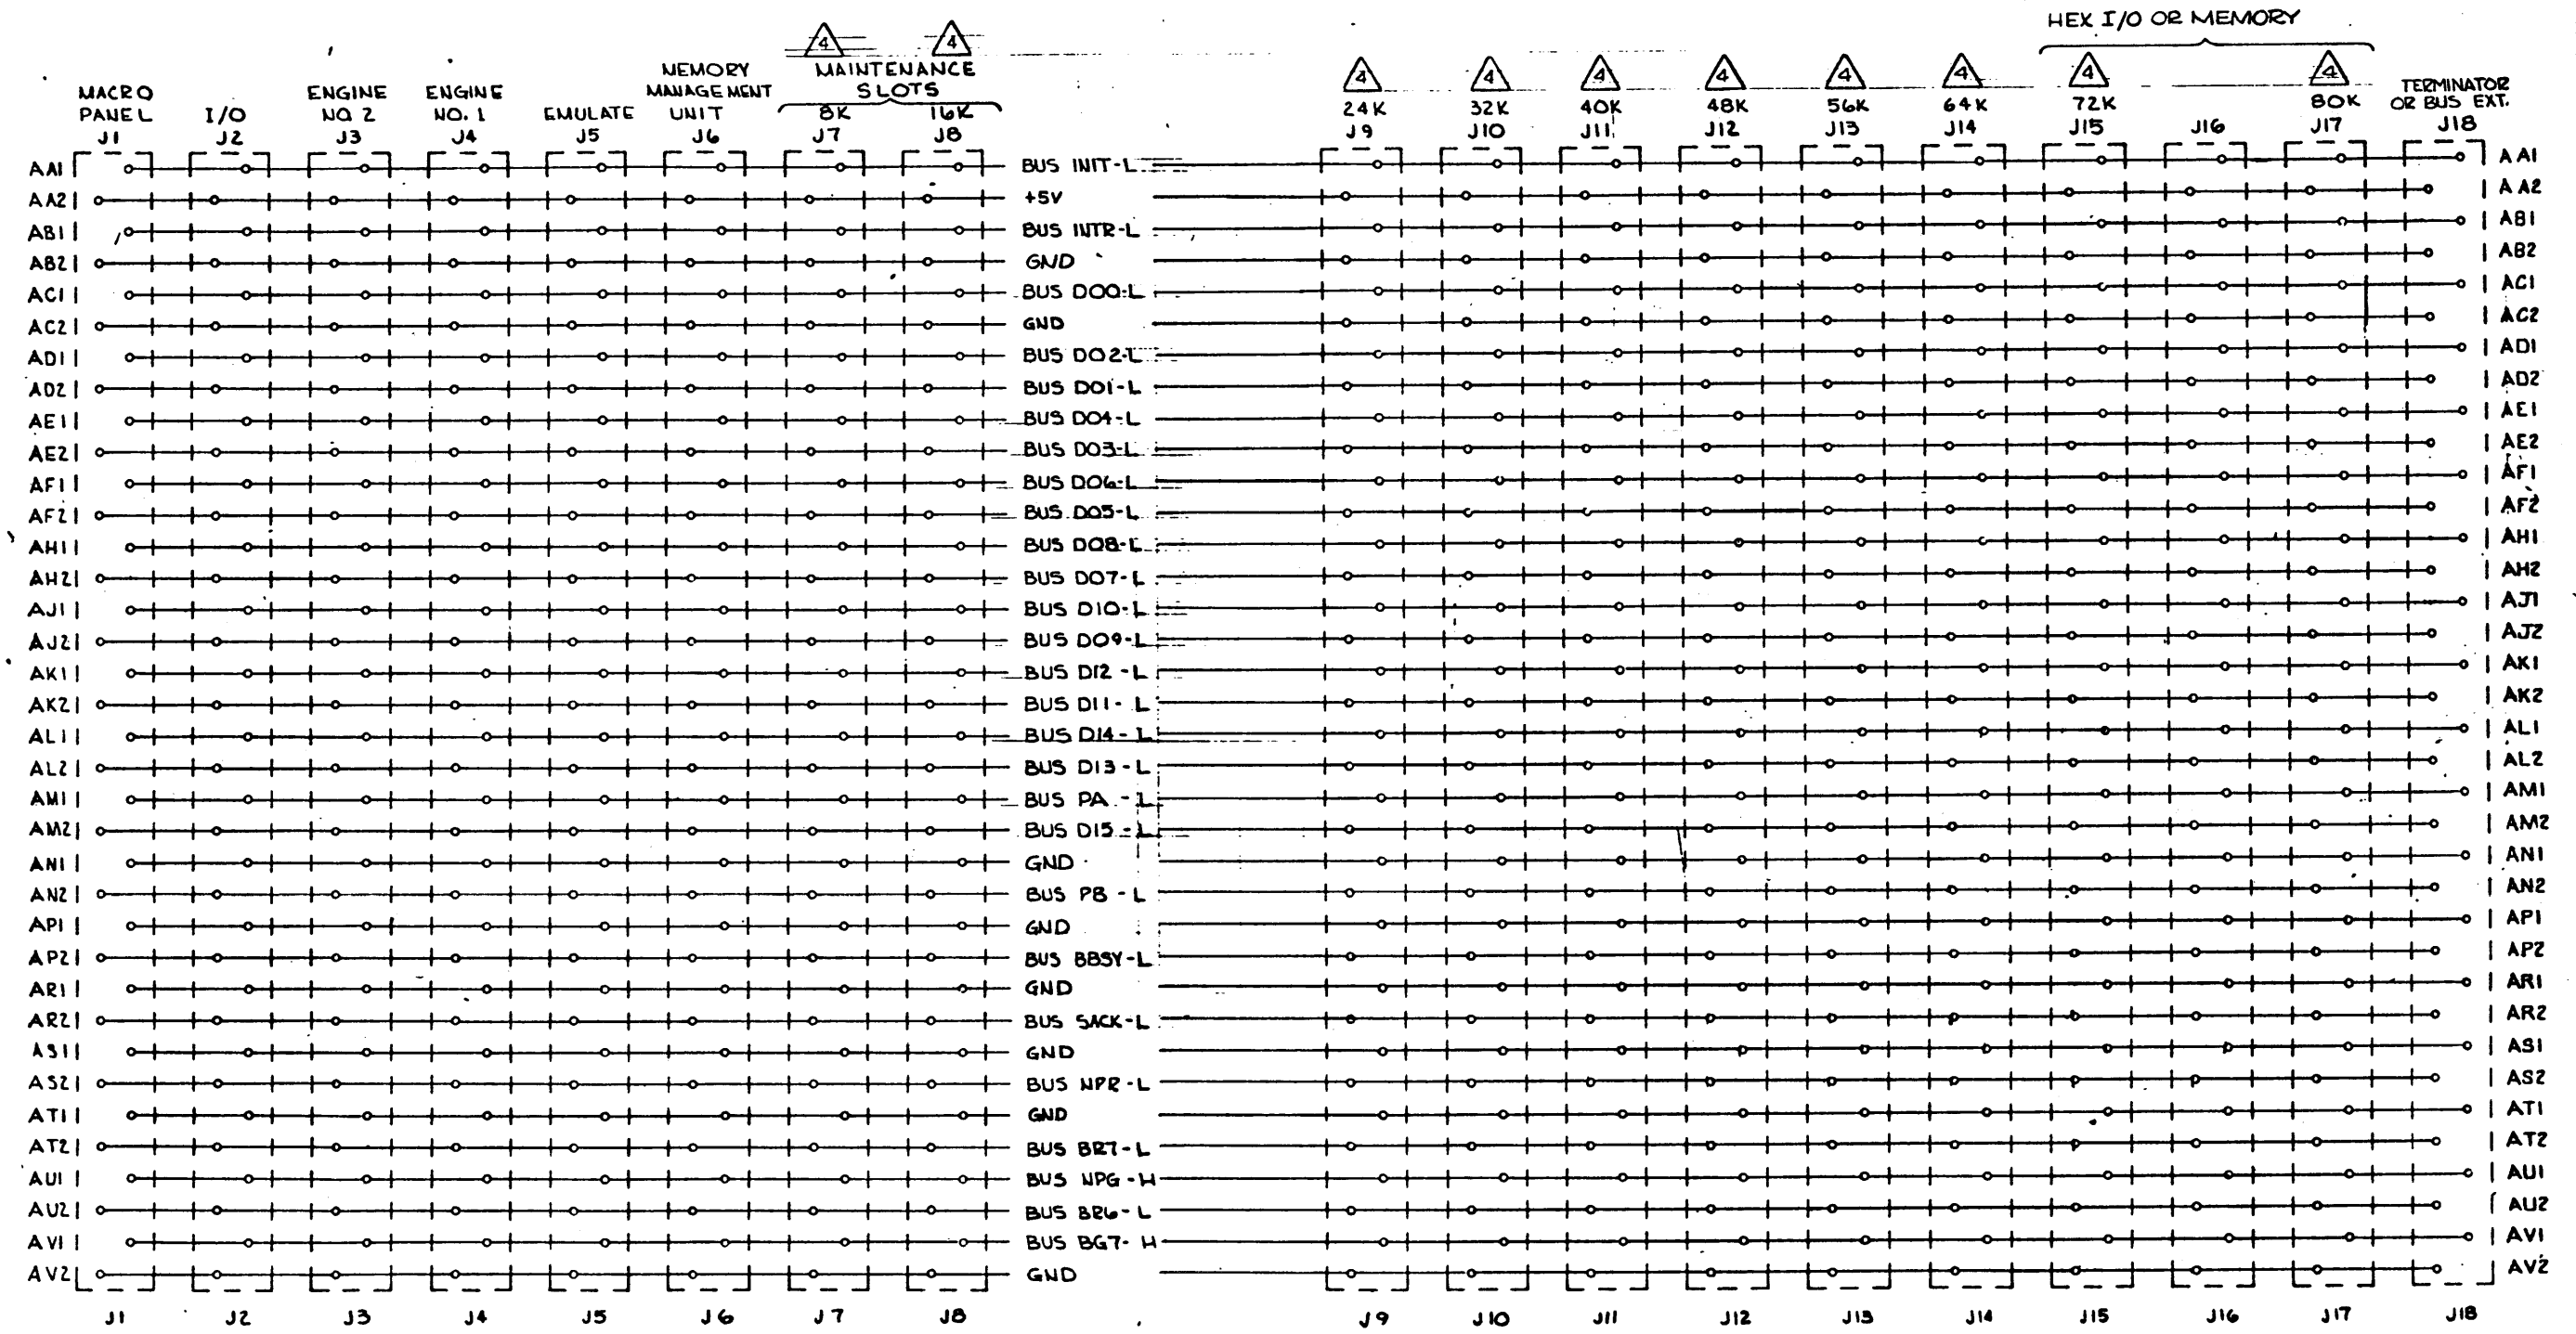 HEX I/O OR MEMORY
4 4
4 4 4 4 4 4 4 4
MACRO PANEL I/O ENGINE NO 2 ENGINE NO. 1 EMULATE MEMORY MANAGEMENT UNIT MAINTENANCE SLOTS 8K 16K
24K 32K 40K 48K 56K 64K 72K 80K TERMINATOR OR BUS EXT.
J1 J2 J3 J4 J5 J6 J7 J8 J9 J10 J11 J12 J13 J14 J15 J16 J17 J18
AA1 BUS INIT-L AA1
AA2 +5V AA2
AB1 BUS INTR-L AB1
AB2 GND AB2
AC1 BUS D00-L AC1
AC2 GND AC2
AD1 BUS D02-L AD1
AD2 BUS D01-L AD2
AE1 BUS D04-L AE1
AE2 BUS D03-L AE2
AF1 BUS D06-L AF1
AF2 BUS D05-L AF2
AH1 BUS D08-L AH1
AH2 BUS D07-L AH2
AJ1 BUS D10-L AJ1
AJ2 BUS D09-L AJ2
AK1 BUS D12-L AK1
AK2 BUS D11-L AK2
AL1 BUS D14-L AL1
AL2 BUS D13-L AL2
AM1 BUS PA-L AM1
AM2 BUS D15-L AM2
AN1 GND AN1
AN2 BUS PB-L AN2
AP1 GND AP1
AP2 BUS BBSY-L AP2
AR1 GND AR1
AR2 BUS SACK-L AR2
AS1 GND AS1
AS2 BUS NPR-L AS2
AT1 GND AT1
AT2 BUS BR7-L AT2
AU1 BUS NPG-H AU1
AU2 BUS BR6-L AU2
AV1 BUS BG7-H AV1
AV2 GND AV2
J1 J2 J3 J4 J5 J6 J7 J8 J9 J10 J11 J12 J13 J14 J15 J16 J17 J18